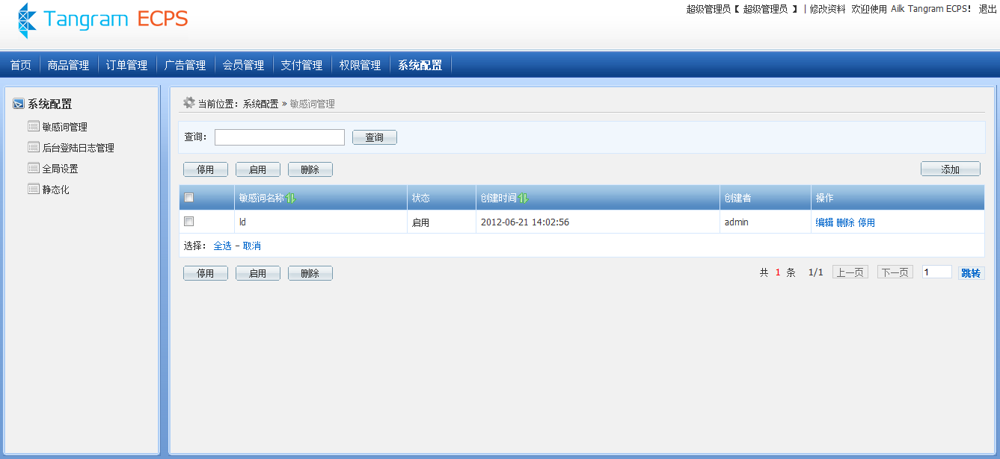 Tangram ECPS
超级管理员【 超级管理员 】 | 修改资料 欢迎使用 Ailk Tangram ECPS! 退出
首页 商品管理 订单管理 广告管理 会员管理 支付管理 权限管理 系统配置
系统配置
敏感词管理
后台登陆日志管理
全局设置
静态化
当前位置：系统配置 » 敏感词管理
查询： 查询
停用 启用 删除 添加
敏感词名称 状态 创建时间 创建者 操作
ld 启用 2012-06-21 14:02:56 admin 编辑 删除 停用
选择： 全选 – 取消
停用 启用 删除 共 1 条 1/1 上一页 下一页 1 跳转